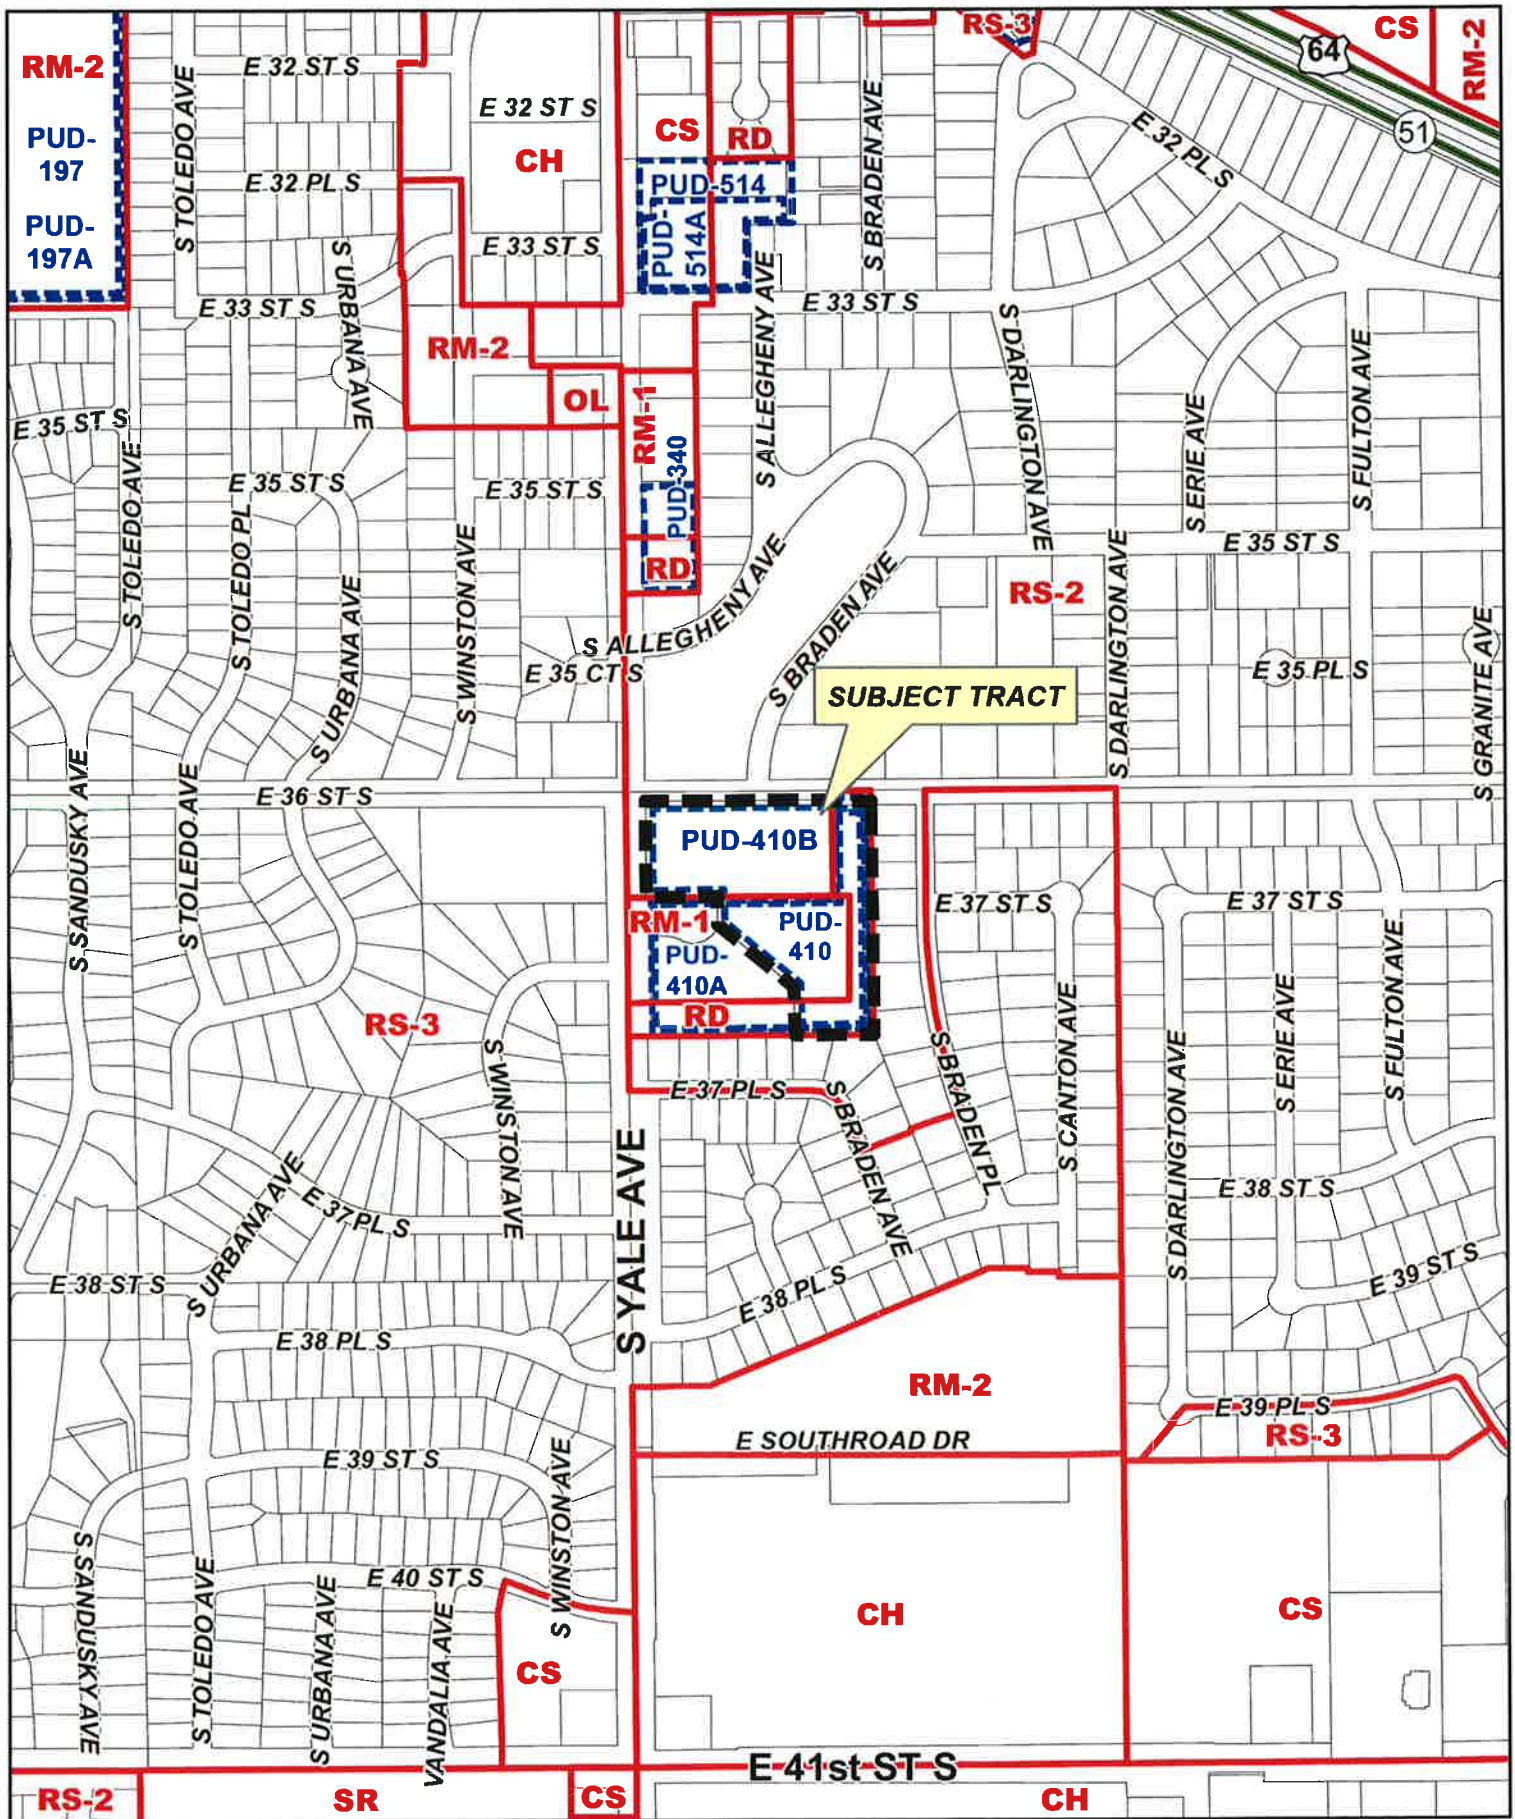 RS-3
CS
RM-2
64
51
RM-2
PUD-
197
PUD-
197A
S TOLEDO AVE
E 32 ST S
E 32 PL S
E 33 ST S
S URBANA AVE
E 32 ST S
CH
E 33 ST S
CS
RD
PUD-514
PUD-
514A
S BRADEN AVE
E 32 PL S
S ALLEGHENY AVE
E 33 ST S
S DARLINGTON AVE
S ERIE AVE
S FULTON AVE
RM-2
OL
RM-1
PUD-340
RD
E 35 ST S
S TOLEDO AVE
E 35 ST S
S TOLEDO PL
S URBANA AVE
S WINSTON AVE
E 35 ST S
S ALLEGHENY AVE
E 35 CT S
S BRADEN AVE
E 35 ST S
RS-2
S DARLINGTON AVE
E 35 PL S
S GRANITE AVE
SUBJECT TRACT
S SANDUSKY AVE
S TOLEDO AVE
E 36 ST S
PUD-410B
RM-1
PUD-
410
PUD-
410A
RD
E 37 ST S
E 37 ST S
RS-3
S WINSTON AVE
E 37 PL S
S BRADEN AVE
S BRADEN PL
S CANTON AVE
S DARLINGTON AVE
S ERIE AVE
S FULTON AVE
S YALE AVE
S URBANA AVE
E 37 PL S
E 38 ST S
E 38 ST S
E 39 ST S
E 38 PL S
E 38 PL S
RM-2
E 39 PL S
RS-3
E SOUTHROAD DR
E 39 ST S
S WINSTON AVE
S SANDUSKY AVE
S TOLEDO AVE
S URBANA AVE
VANDALIA AVE
E 40 ST S
CS
CH
CS
E 41st ST S
RS-2
SR
CS
CH